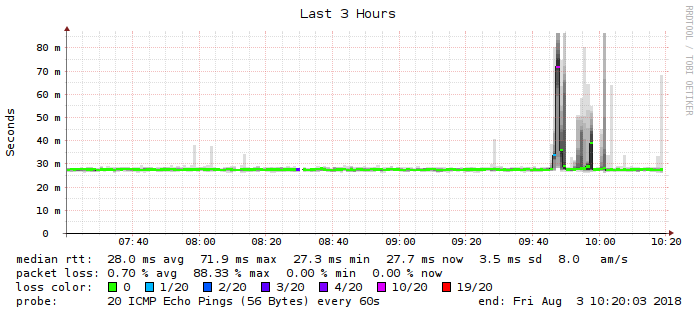 Last 3 Hours
RRDTOOL / TOBI OETIKER
Seconds
80 m
70 m
60 m
50 m
40 m
30 m
20 m
10 m
0
07:40 08:00 08:20 08:40 09:00 09:20 09:40 10:00 10:20
median rtt: 28.0 ms avg 71.9 ms max 27.3 ms min 27.7 ms now 3.5 ms sd 8.0 am/s
packet loss: 0.70 % avg 88.33 % max 0.00 % min 0.00 % now
loss color: 0 1/20 2/20 3/20 4/20 10/20 19/20
probe: 20 ICMP Echo Pings (56 Bytes) every 60s end: Fri Aug 3 10:20:03 2018